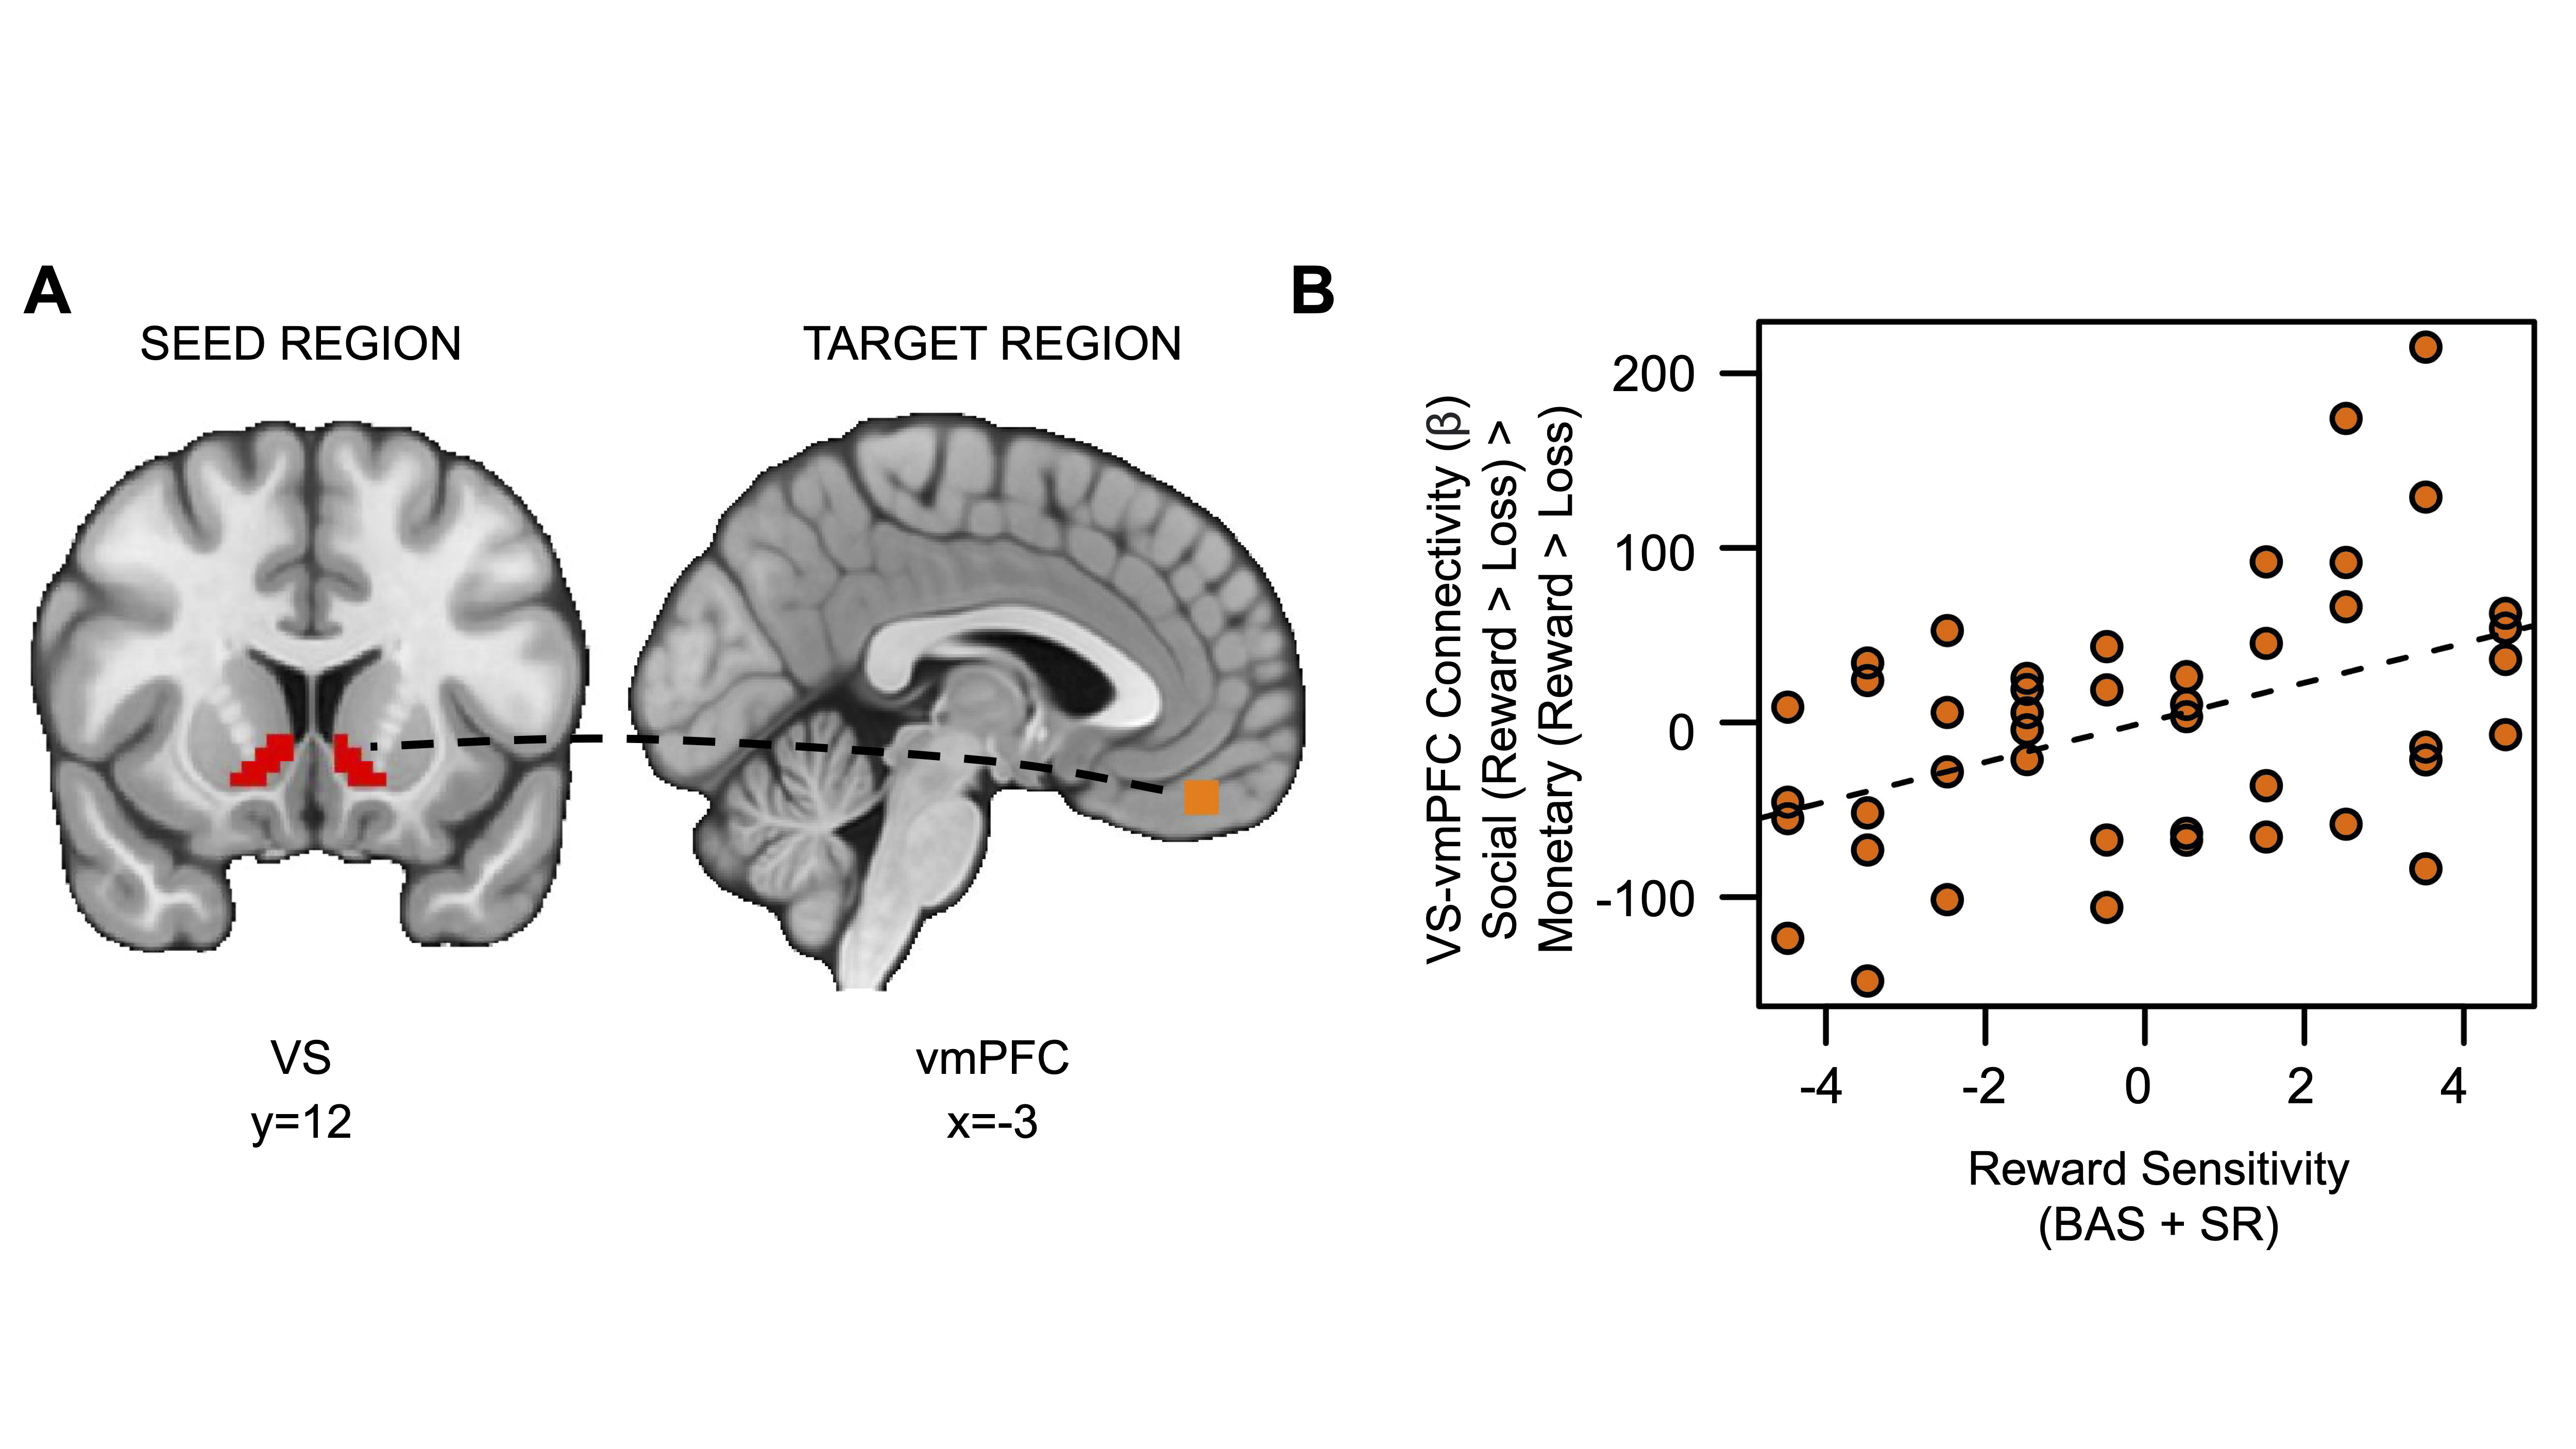 A
SEED REGION
TARGET REGION
VS
y=12
vmPFC
x=-3
B
VS-vmPFC Connectivity (β)
Social (Reward > Loss) >
Monetary (Reward > Loss)
200
100
0
-100
-4
-2
0
2
4
Reward Sensitivity
(BAS + SR)